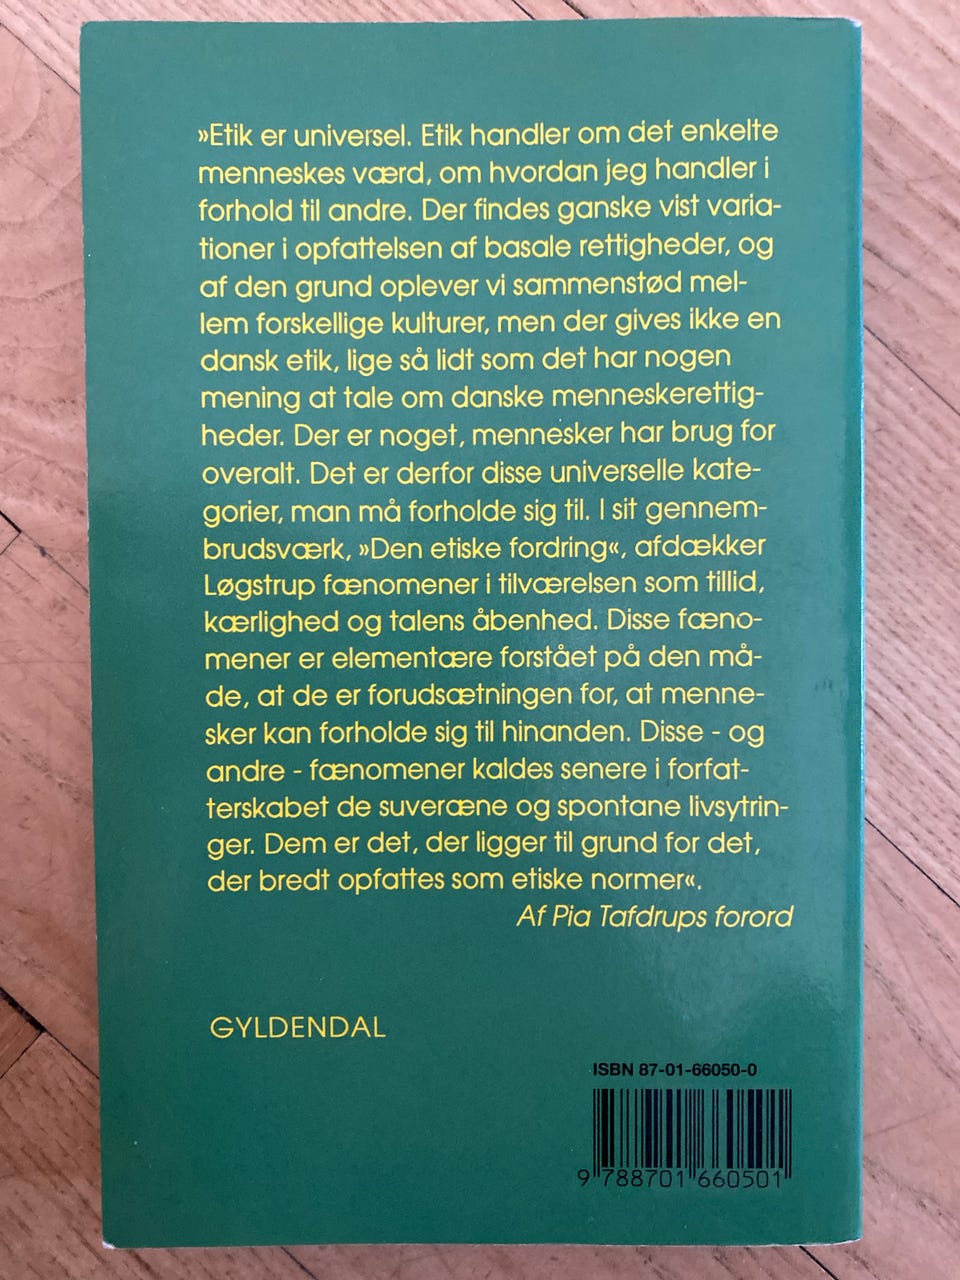 »Etik er universel. Etik handler om det enkelte
menneskes værd, om hvordan jeg handler i
forhold til andre. Der findes ganske vist varia-
tioner i opfattelsen af basale rettigheder, og
af den grund oplever vi sammenstød mel-
lem forskellige kulturer, men der gives ikke en
dansk etik, lige så lidt som det har nogen
mening at tale om danske menneskerettig-
heder. Der er noget, mennesker har brug for
overalt. Det er derfor disse universelle kate-
gorier, man må forholde sig til. I sit gennem-
brudsværk, »Den etiske fordring«, afdækker
Løgstrup fænomener i tilværelsen som tillid,
kærlighed og talens åbenhed. Disse fæno-
mener er elementære forstået på den må-
de, at de er forudsætningen for, at menne-
sker kan forholde sig til hinanden. Disse - og
andre - fænomener kaldes senere i forfat-
terskabet de suveræne og spontane livsytrin-
ger. Dem er det, der ligger til grund for det,
der bredt opfattes som etiske normer«.
Af Pia Tafdrups forord
GYLDENDAL
ISBN 87-01-66050-0
9 788701 660501